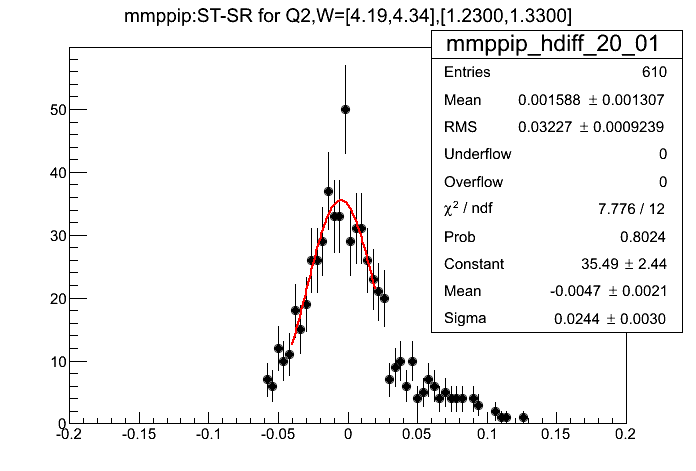 mmppip:ST-SR for Q2,W=[4.19,4.34],[1.2300,1.3300]
mmppip_hdiff_20_01
Entries 610
Mean 0.001588 ± 0.001307
RMS 0.03227 ± 0.0009239
Underflow 0
Overflow 0
χ² / ndf 7.776 / 12
Prob 0.8024
Constant 35.49 ± 2.44
Mean -0.0047 ± 0.0021
Sigma 0.0244 ± 0.0030
50
40
30
20
10
0
-0.2 -0.15 -0.1 -0.05 0 0.05 0.1 0.15 0.2